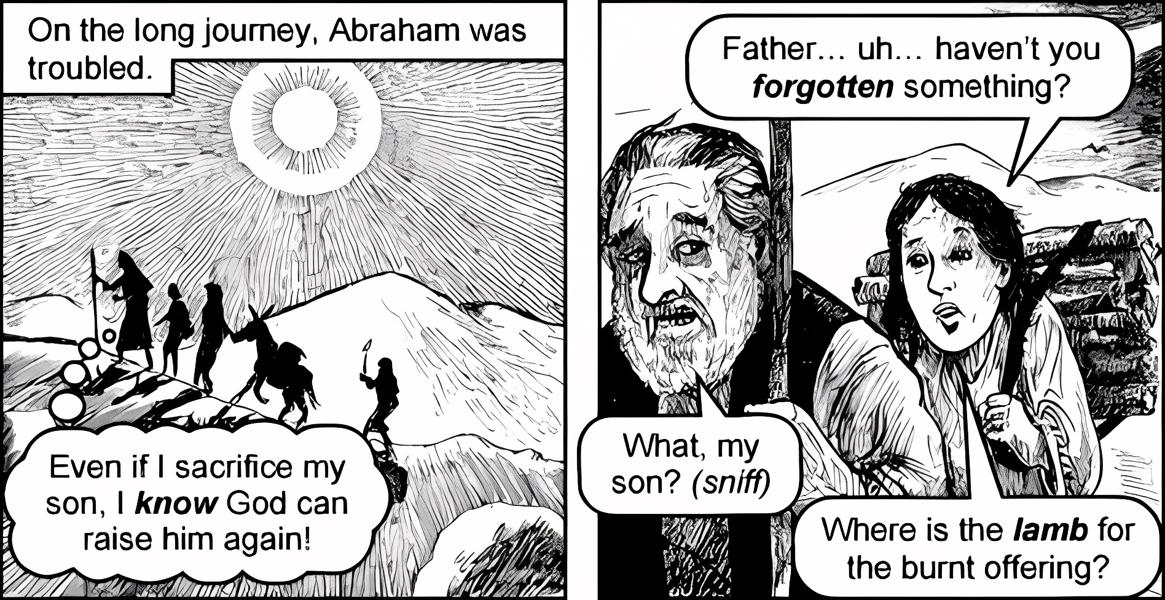 On the long journey, Abraham was
troubled.
Even if I sacrifice my
son, I know God can
raise him again!
Father... uh... haven't you
forgotten something?
What, my
son? (sniff)
Where is the lamb for
the burnt offering?